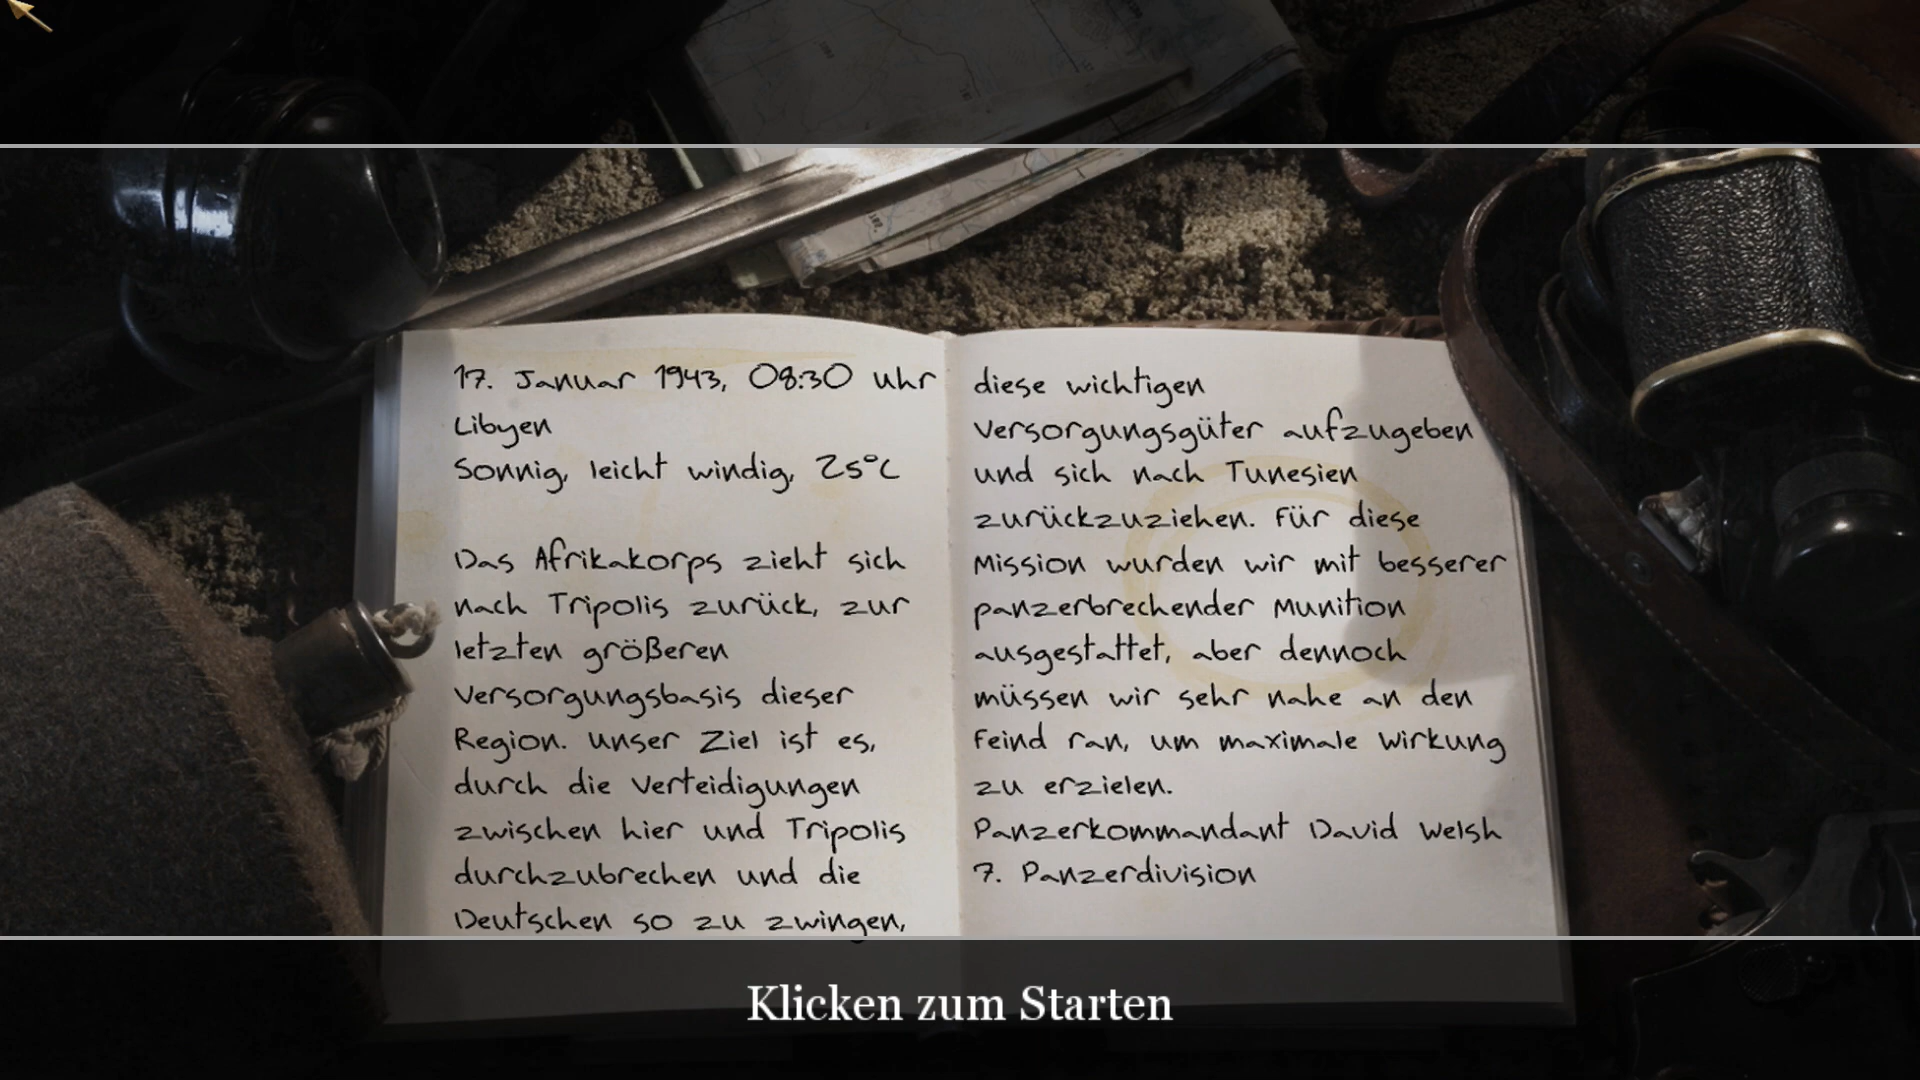 17. Januar 1943, 08:30 Uhr
Libyen
Sonnig, leicht windig, 25°C
Das Afrikakorps zieht sich
nach Tripolis zurück, zur
letzten größeren
Versorgungsbasis dieser
Region. Unser Ziel ist es,
durch die Verteidigungen
zwischen hier und Tripolis
durchzubrechen und die
Deutschen so zu zwingen,
diese wichtigen
Versorgungsgüter aufzugeben
und sich nach Tunesien
zurückzuziehen. Für diese
Mission wurden wir mit besserer
panzerbrechender Munition
ausgestattet, aber dennoch
müssen wir sehr nahe an den
Feind ran, um maximale Wirkung
zu erzielen.
Panzerkommandant David Welsh
7. Panzerdivision
Klicken zum Starten